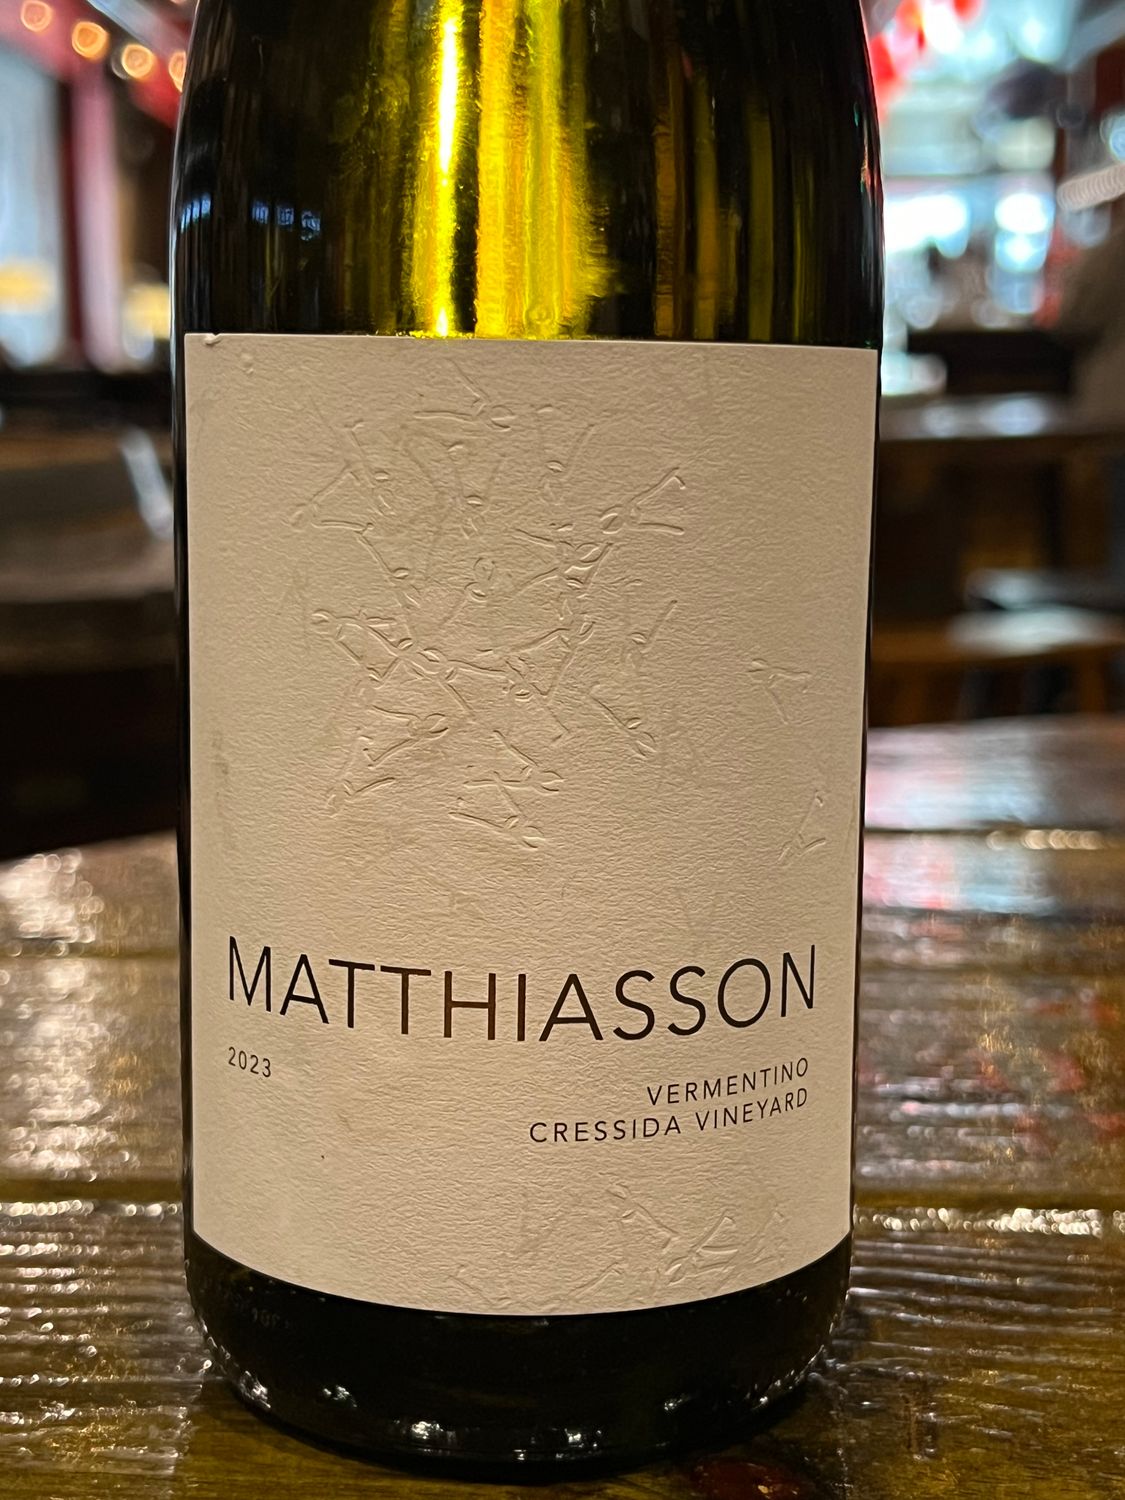 MATTHIASSON
2023
VERMENTINO
CRESSIDA VINEYARD